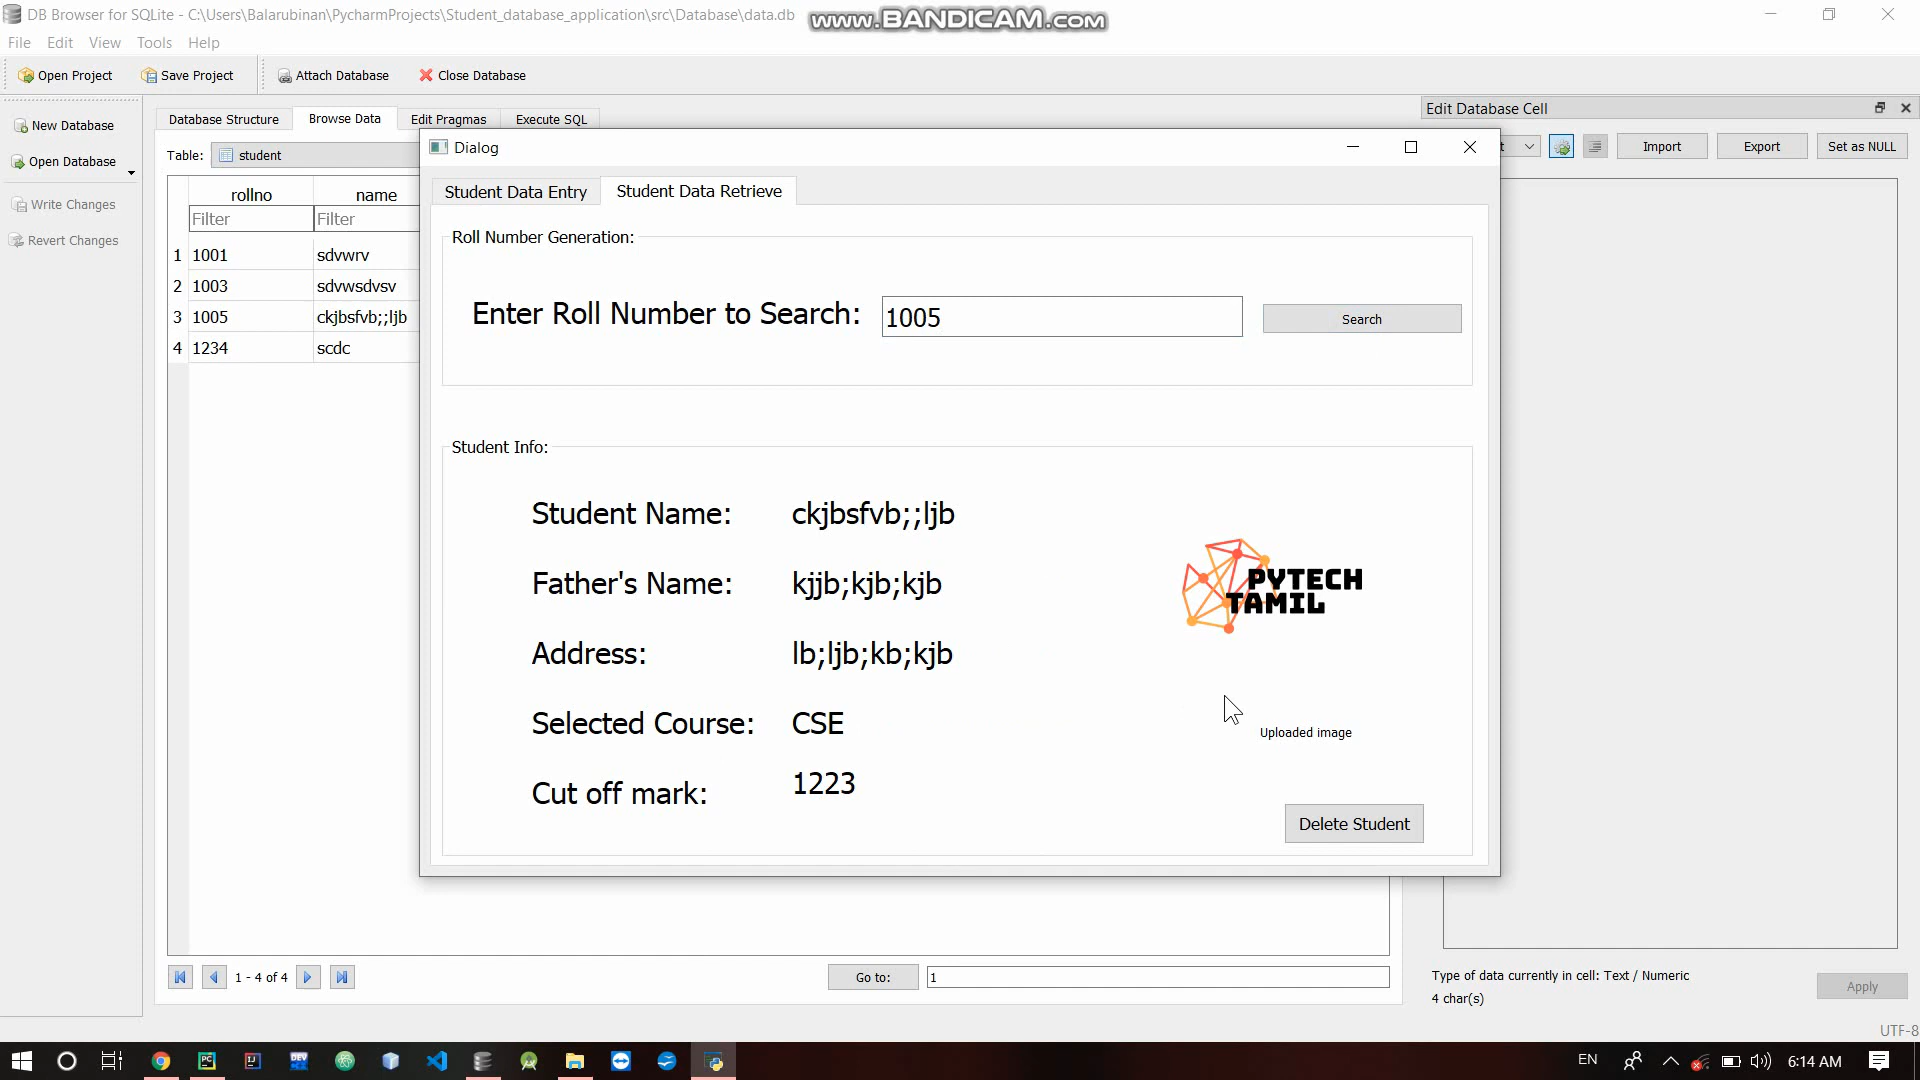 DB Browser for SQLite - C:\Users\Balarubinan\PycharmProjects\Student_database_application\src\Database\data.db
www.BANDICAM.com
File Edit View Tools Help
Open Project Save Project Attach Database Close Database
New Database
Open Database
Write Changes
Revert Changes
Database Structure Browse Data Edit Pragmas Execute SQL
Table: student
rollno name
Filter Filter
1 1001 sdvwrv
2 1003 sdvwsdvsv
3 1005 ckjbsfvb;;ljb
4 1234 scdc
1 - 4 of 4
Go to: 1
Dialog
Student Data Entry Student Data Retrieve
Roll Number Generation:
Enter Roll Number to Search: 1005 Search
Student Info:
Student Name: ckjbsfvb;;ljb
Father's Name: kjjb;kjb;kjb
Address: lb;ljb;kb;kjb
Selected Course: CSE
Cut off mark: 1223
PYTECH
TAMIL
Uploaded image
Delete Student
Edit Database Cell
t Import Export Set as NULL
Type of data currently in cell: Text / Numeric
4 char(s)
Apply
UTF-8
PC
IJ
DEV
EN 6:14 AM